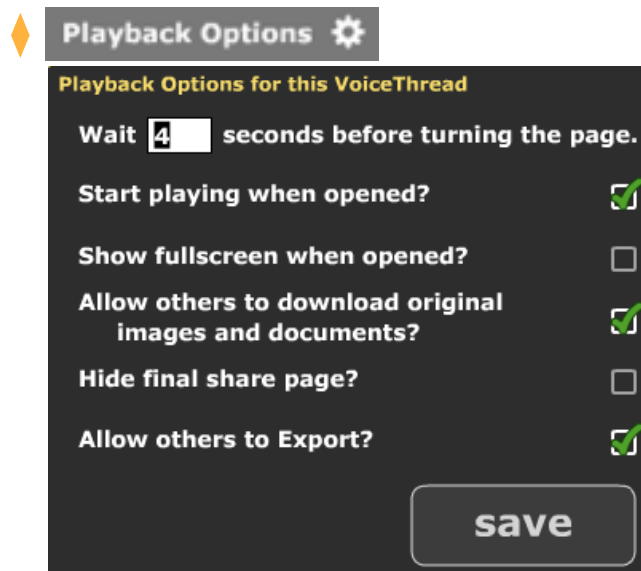 Playback Options
Playback Options for this VoiceThread
Wait 4 seconds before turning the page.
Start playing when opened?
Show fullscreen when opened?
Allow others to download original
images and documents?
Hide final share page?
Allow others to Export?
save